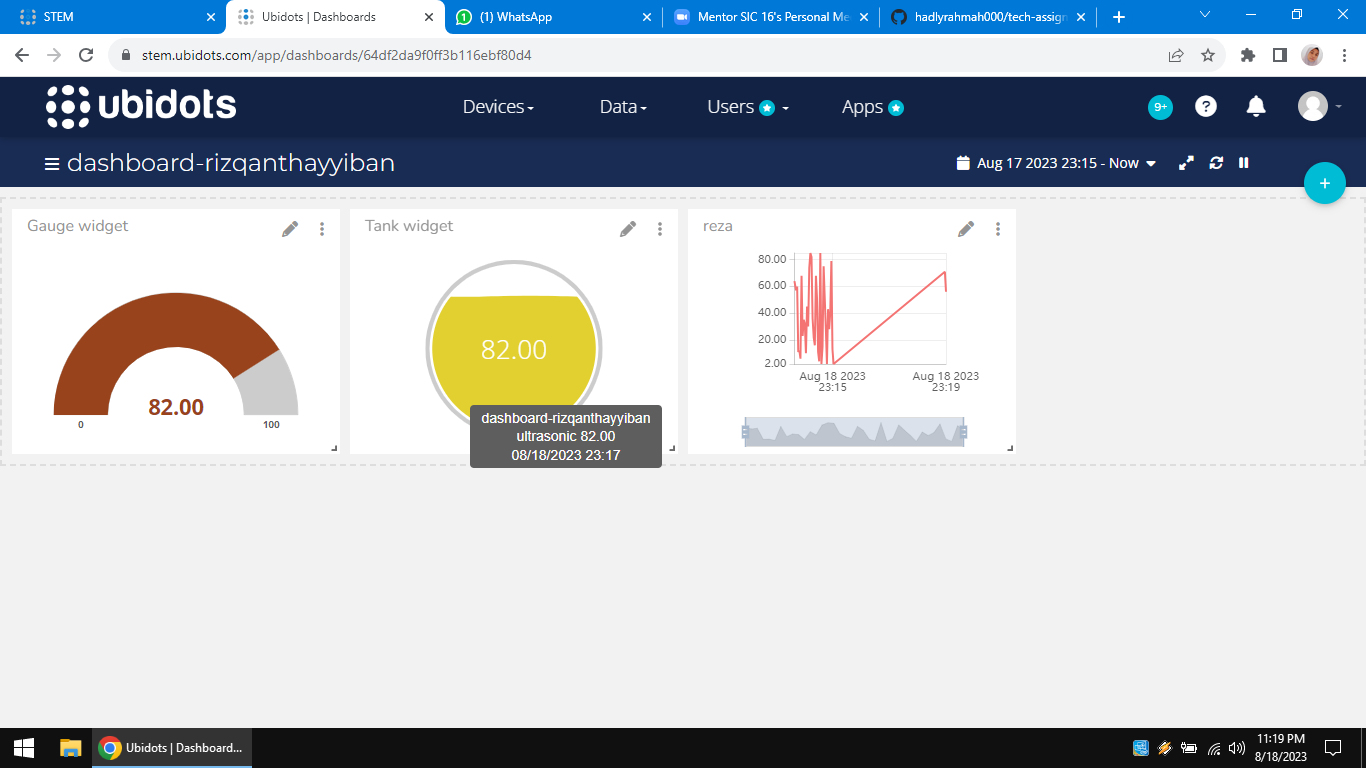 STEM
Ubidots | Dashboards
(1) WhatsApp
Mentor SIC 16's Personal Me
hadlyrahmah000/tech-assign
stem.ubidots.com/app/dashboards/64df2da9f0ff3b116ebf80d4
ubidots
Devices
Data
Users
Apps
9+
?
dashboard-rizqanthayyiban
Aug 17 2023 23:15 - Now
+
Gauge widget
82.00
0
100
Tank widget
82.00
dashboard-rizqanthayyiban
ultrasonic 82.00
08/18/2023 23:17
reza
80.00
60.00
40.00
20.00
2.00
Aug 18 2023
23:15
Aug 18 2023
23:19
Ubidots | Dashboard...
11:19 PM
8/18/2023